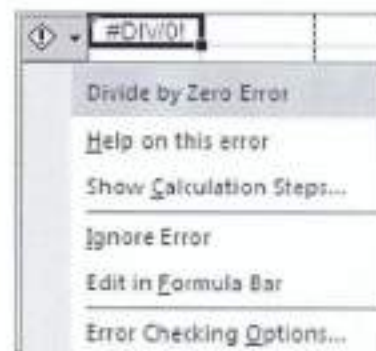 #DIV/0!
Divide by Zero Error
Help on this error
Show Calculation Steps...
Ignore Error
Edit in Formula Bar
Error Checking Options...